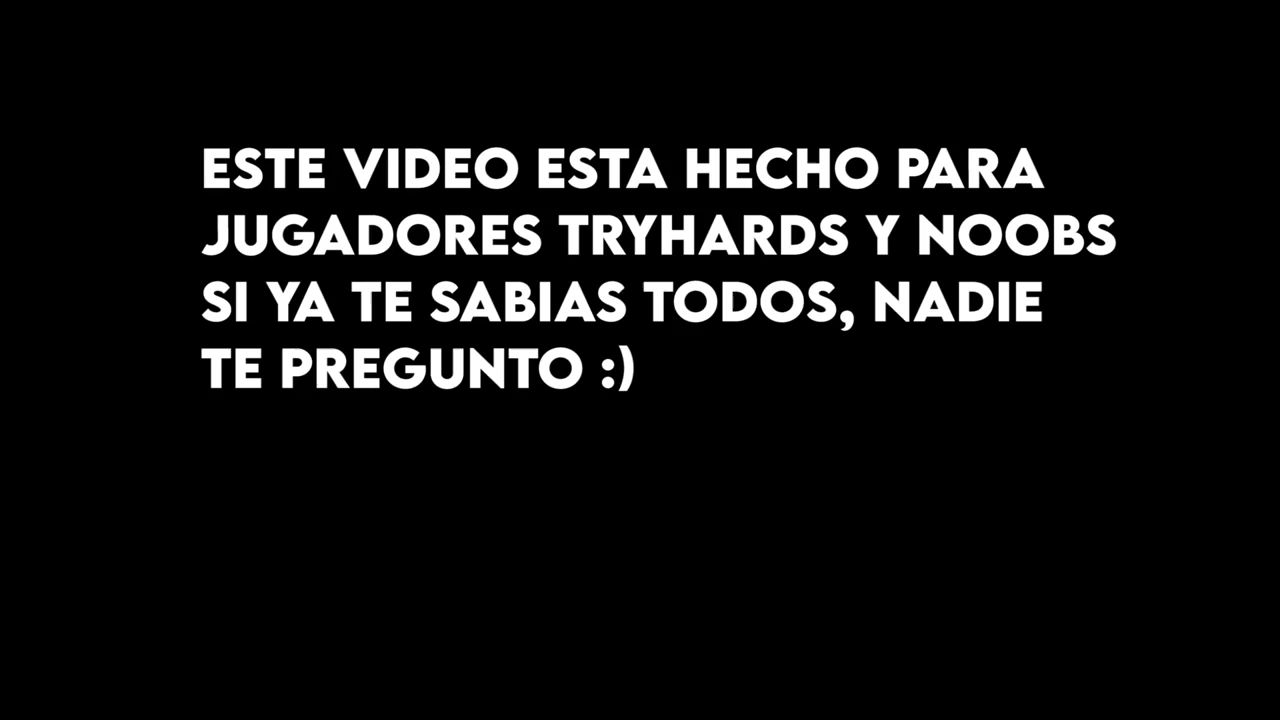 ESTE VIDEO ESTA HECHO PARA
JUGADORES TRYHARDS Y NOOBS
SI YA TE SABIAS TODOS, NADIE
TE PREGUNTO :)